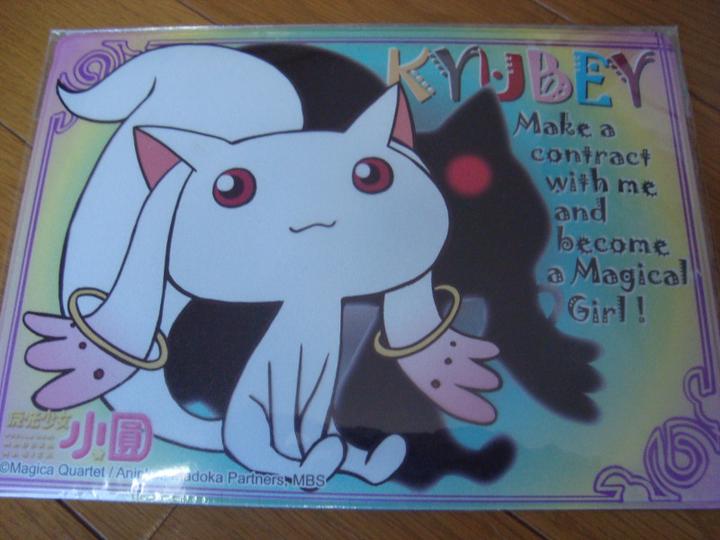 KYUBEY
Make a
contract
with me
and
become
a Magical
Girl!
魔法少女
小圓
©Magica Quartet / Aniplex, Madoka Partners, MBS